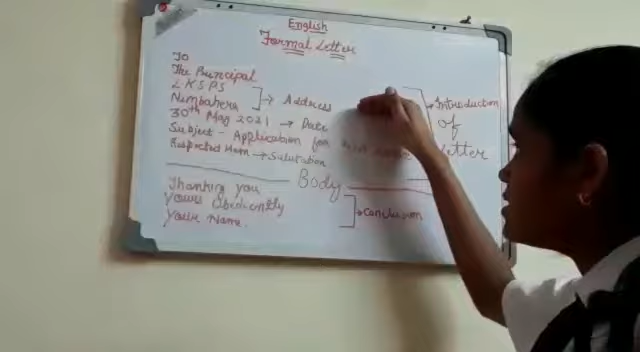 English
Formal Letter
To
The Principal
LKSPS
Nimbahera → Address
30th May 2021 → Date
Subject - Application for
Respected Mam → Salutation
Introduction
of
letter
Body
Thanking you
Yours Obediently
Your Name.
Conclusion